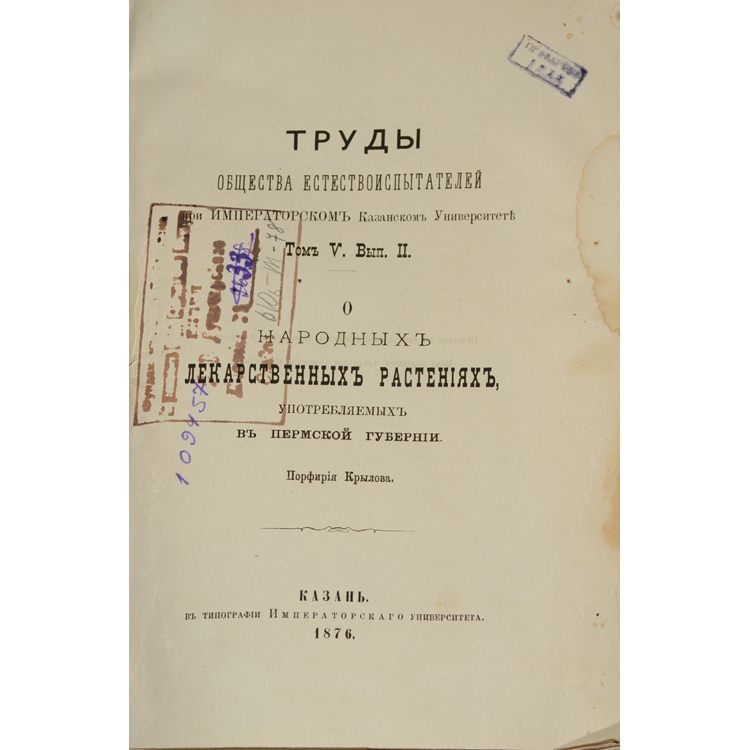 ТРУДЫ
ОБЩЕСТВА ЕСТЕСТВОИСПЫТАТЕЛЕЙ
при ИМПЕРАТОРСКОМЪ Казанскомъ Университетѣ
Томъ V. Вып. II.
О
НАРОДНЫХЪ
ЛЕКАРСТВЕННЫХЪ РАСТЕНІЯХЪ,
УПОТРЕБЛЯЕМЫХЪ
ВЪ ПЕРМСКОЙ ГУБЕРНІИ.
Порфирія Крылова.
КАЗАНЬ.
ВЪ ТИПОГРАФІИ ИМПЕРАТОРСКАГО УНИВЕРСИТЕТА.
1876.
109457